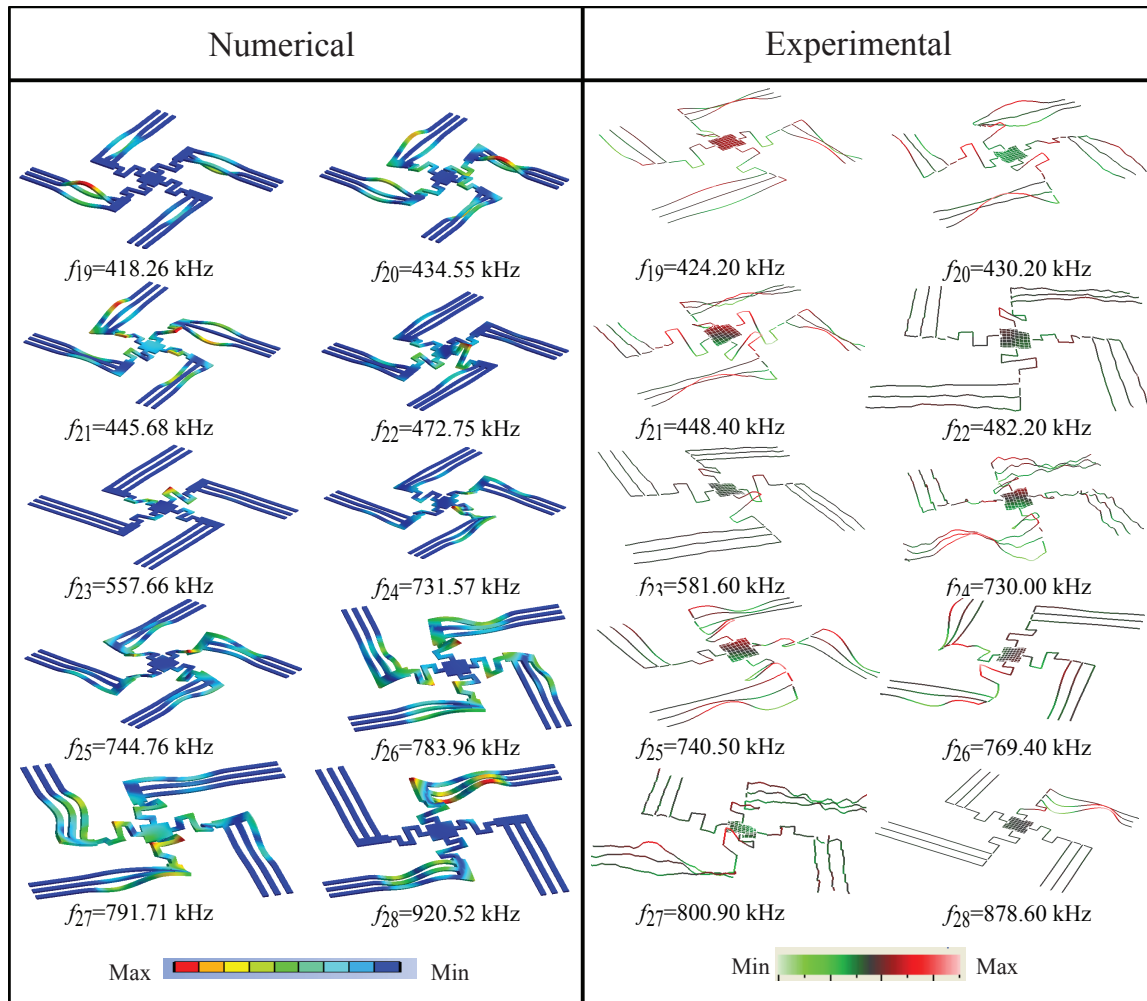 Numerical
Experimental
f19=418.26 kHz
f20=434.55 kHz
f19=424.20 kHz
f20=430.20 kHz
f21=445.68 kHz
f22=472.75 kHz
f21=448.40 kHz
f22=482.20 kHz
f23=557.66 kHz
f24=731.57 kHz
f23=581.60 kHz
f24=730.00 kHz
f25=744.76 kHz
f26=783.96 kHz
f25=740.50 kHz
f26=769.40 kHz
f27=791.71 kHz
f28=920.52 kHz
f27=800.90 kHz
f28=878.60 kHz
Max Min
Min Max